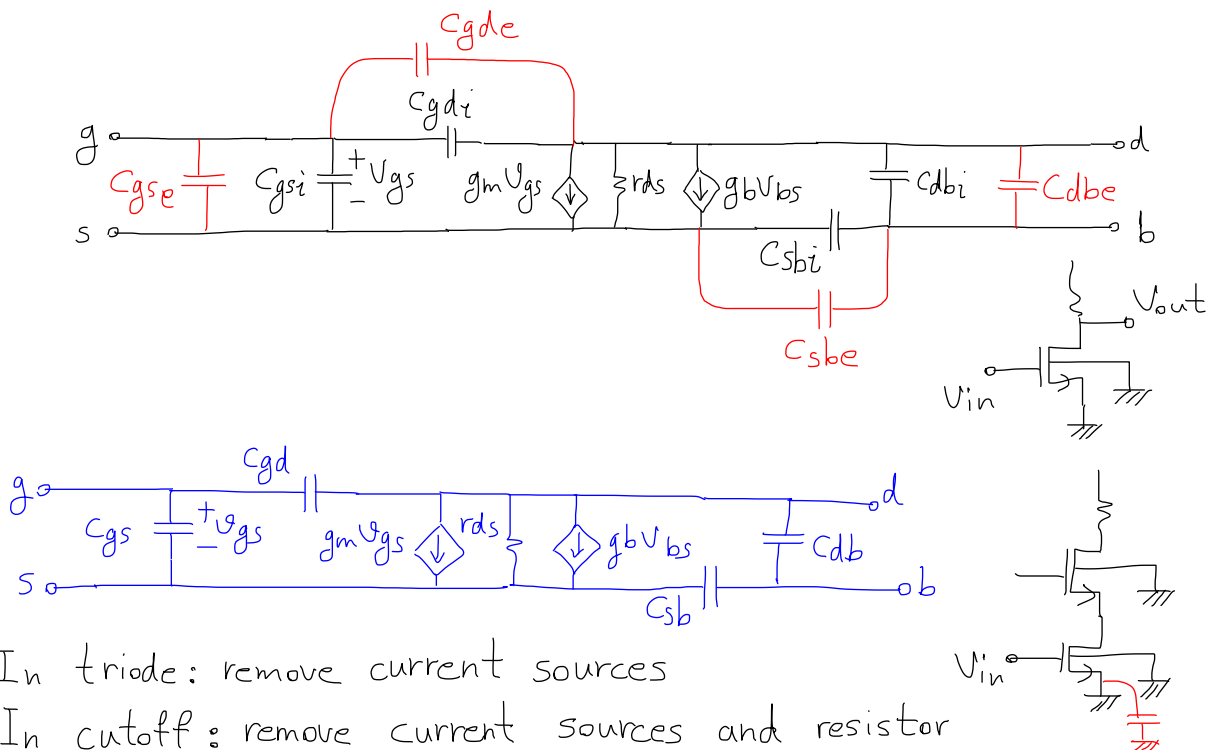 Cgde
Cgdi
g
d
Cgse
Cgsi
+
Vgs
-
gmVgs
rds
gbVbs
Cdbi
Cdbe
s
b
Csbi
Csbe
Vout
Vin
Cgd
g
d
Cgs
+
vgs
-
gmvgs
rds
gbVbs
Cdb
s
b
Csb
In triode: remove current sources
Vin
In cutoff: remove current sources and resistor